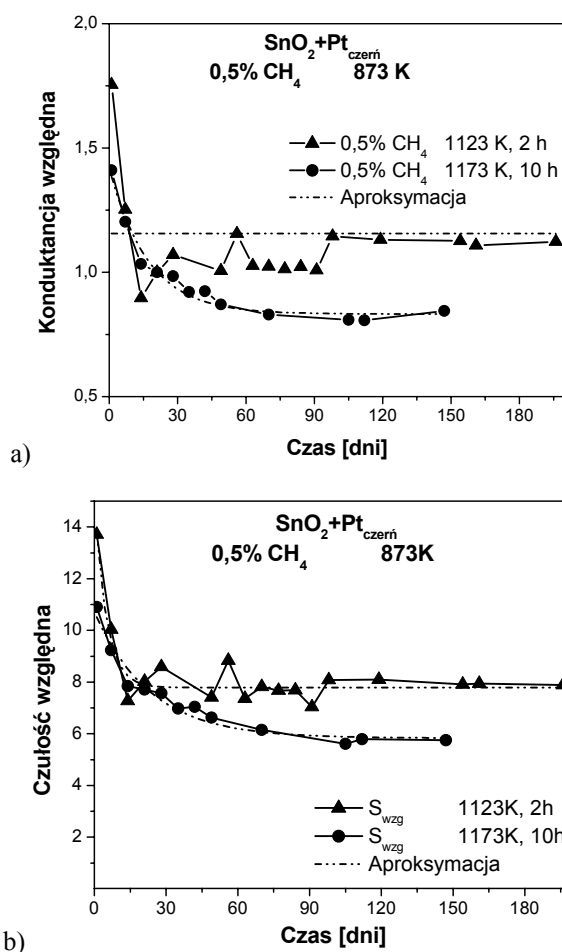 SnO2+Ptczerń
0,5% CH4 873 K
0,5% CH4 1123 K, 2 h
0,5% CH4 1173 K, 10 h
Aproksymacja
Konduktancja względna
2,0
1,5
1,0
0,5
0 30 60 90 120 150 180
Czas [dni]
a)
SnO2+Ptczerń
0,5% CH4 873K
Czułość względna
14
12
10
8
6
4
2
Swzg 1123K, 2h
Swzg 1173K, 10h
Aproksymacja
0 30 60 90 120 150 180
Czas [dni]
b)